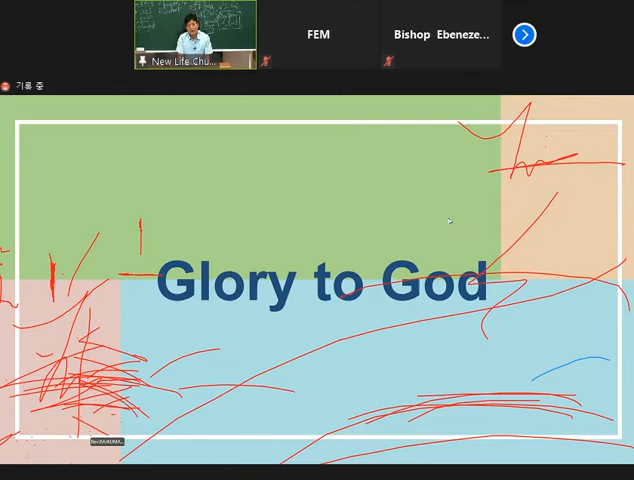 New Life Chu...
FEM
Bishop Ebeneze...
기록 중
Glory to God